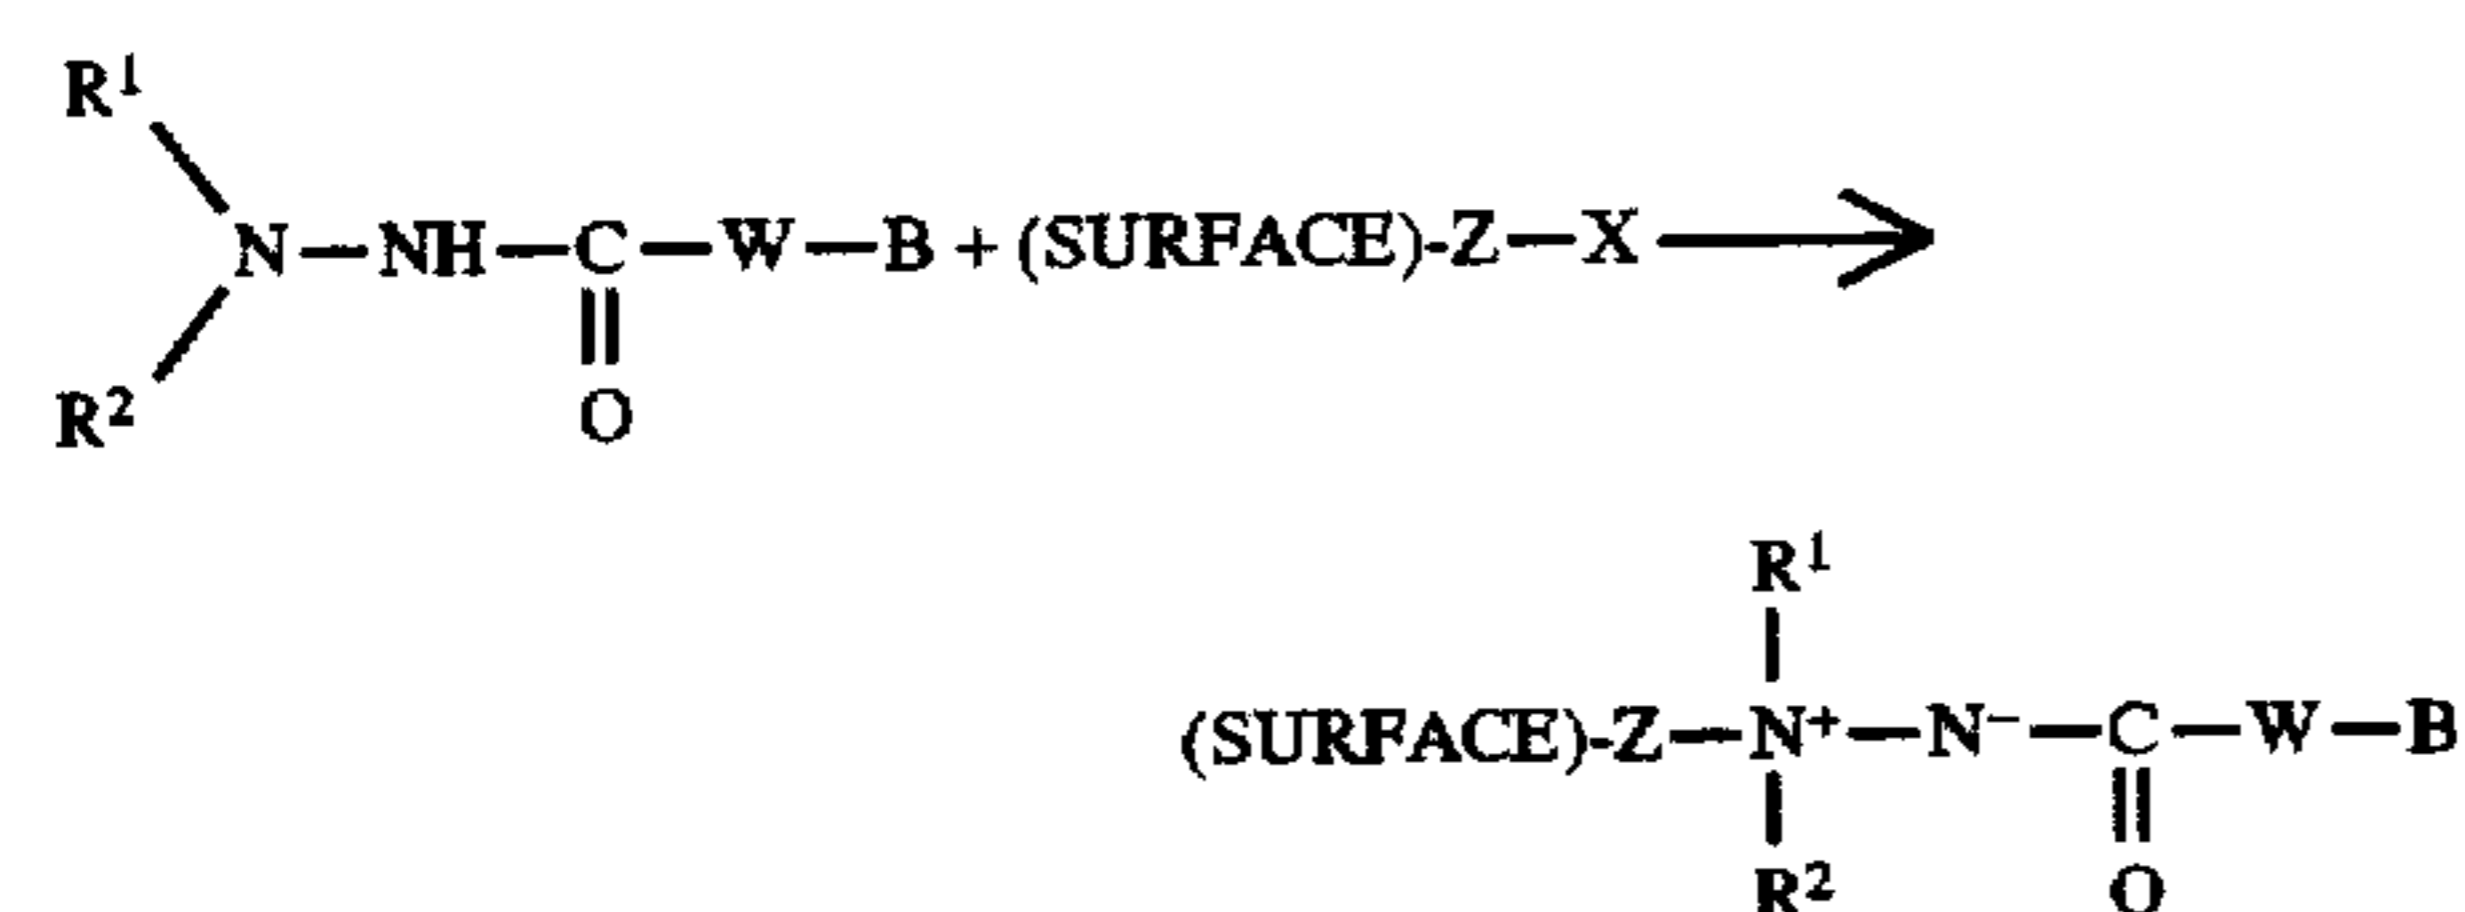 R¹
N—NH—C—W—B + (SURFACE)-Z—X
R²
O
R¹
(SURFACE)-Z—N⁺—N⁻—C—W—B
R²
O